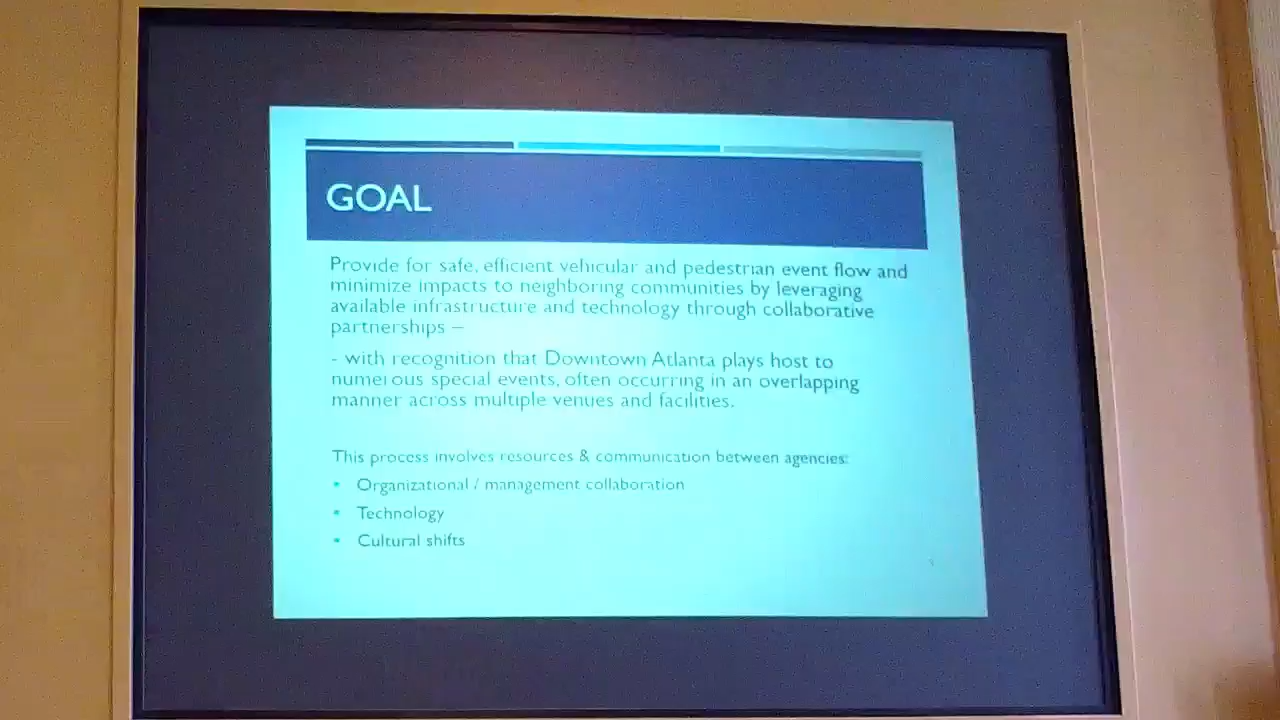 GOAL
Provide for safe, efficient vehicular and pedestrian event flow and
minimize impacts to neighboring communities by leveraging
available infrastructure and technology through collaborative
partnerships –
- with recognition that Downtown Atlanta plays host to
numerous special events, often occurring in an overlapping
manner across multiple venues and facilities.
This process involves resources & communication between agencies:
• Organizational / management collaboration
• Technology
• Cultural shifts